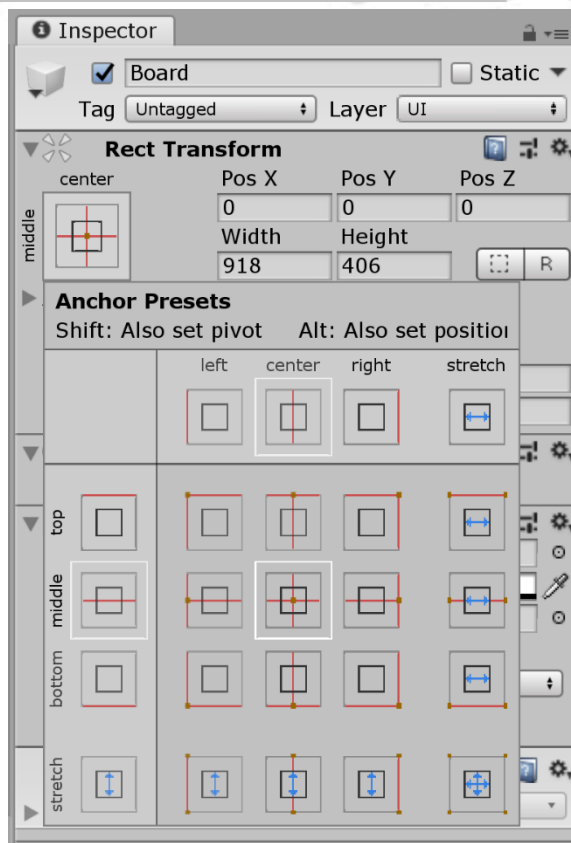 Inspector
Board
Static
Tag Untagged Layer UI
Rect Transform
center
Pos X Pos Y Pos Z
middle
0 0 0
Width Height
918 406
R
Anchor Presets
Shift: Also set pivot Alt: Also set position
left center right stretch
top
middle
bottom
stretch